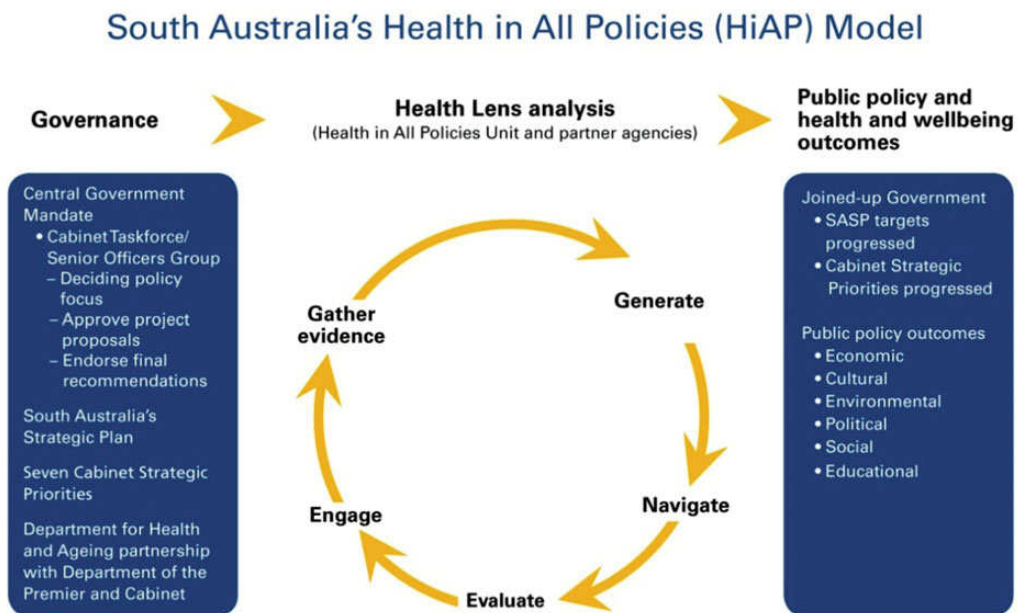 South Australia's Health in All Policies (HiAP) Model
Governance
Health Lens analysis
(Health in All Policies Unit and partner agencies)
Public policy and
health and wellbeing
outcomes
Central Government
Mandate
• Cabinet Taskforce/
Senior Officers Group
– Deciding policy
focus
– Approve project
proposals
– Endorse final
recommendations
South Australia's
Strategic Plan
Seven Cabinet Strategic
Priorities
Department for Health
and Ageing partnership
with Department of the
Premier and Cabinet
Gather
evidence
Generate
Navigate
Evaluate
Engage
Joined-up Government
• SASP targets
progressed
• Cabinet Strategic
Priorities progressed
Public policy outcomes
• Economic
• Cultural
• Environmental
• Political
• Social
• Educational